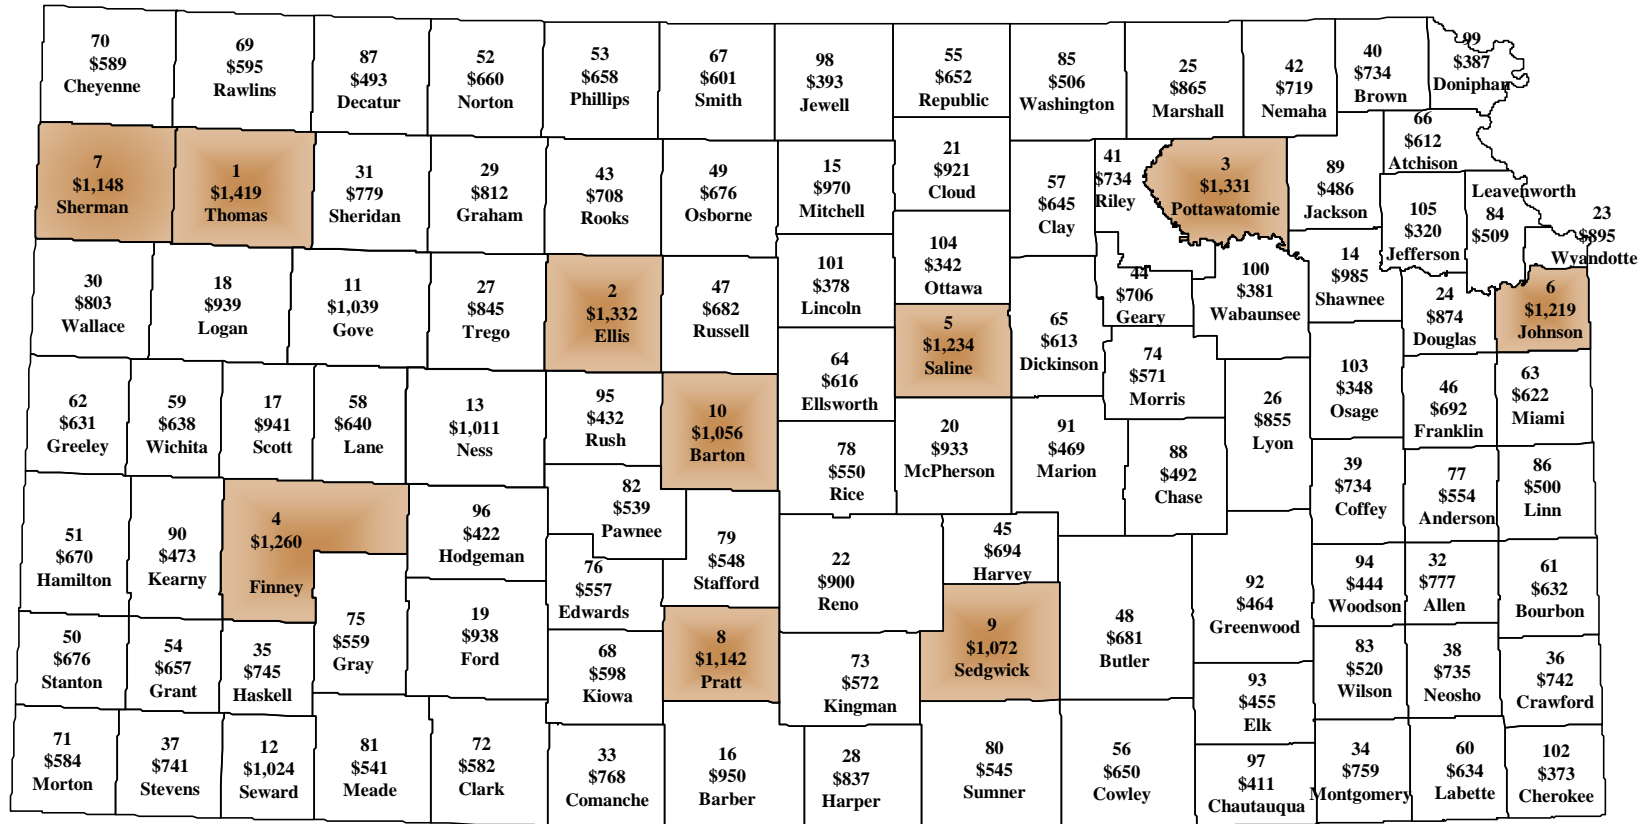 70
$589
Cheyenne
69
$595
Rawlins
87
$493
Decatur
52
$660
Norton
53
$658
Phillips
67
$601
Smith
98
$393
Jewell
55
$652
Republic
85
$506
Washington
25
$865
Marshall
42
$719
Nemaha
40
$734
Brown
99
$387
Doniphan
7
$1,148
Sherman
1
$1,419
Thomas
31
$779
Sheridan
29
$812
Graham
43
$708
Rooks
49
$676
Osborne
15
$970
Mitchell
21
$921
Cloud
57
$645
Clay
41
$734
Riley
3
$1,331
Pottawatomie
89
$486
Jackson
66
$612
Atchison
105
$320
Jefferson
Leavenworth
84
$509
23
$895
Wyandotte
30
$803
Wallace
18
$939
Logan
11
$1,039
Gove
27
$845
Trego
2
$1,332
Ellis
47
$682
Russell
101
$378
Lincoln
104
$342
Ottawa
5
$1,234
Saline
65
$613
Dickinson
44
$706
Geary
100
$381
Wabaunsee
14
$985
Shawnee
24
$874
Douglas
6
$1,219
Johnson
62
$631
Greeley
59
$638
Wichita
17
$941
Scott
58
$640
Lane
13
$1,011
Ness
95
$432
Rush
10
$1,056
Barton
64
$616
Ellsworth
78
$550
Rice
20
$933
McPherson
91
$469
Marion
74
$571
Morris
88
$492
Chase
26
$855
Lyon
103
$348
Osage
46
$692
Franklin
63
$622
Miami
39
$734
Coffey
77
$554
Anderson
86
$500
Linn
51
$670
Hamilton
90
$473
Kearny
4
$1,260
Finney
96
$422
Hodgeman
82
$539
Pawnee
79
$548
Stafford
76
$557
Edwards
22
$900
Reno
45
$694
Harvey
9
$1,072
Sedgwick
48
$681
Butler
92
$464
Greenwood
94
$444
Woodson
32
$777
Allen
61
$632
Bourbon
50
$676
Stanton
54
$657
Grant
35
$745
Haskell
75
$559
Gray
19
$938
Ford
68
$598
Kiowa
8
$1,142
Pratt
73
$572
Kingman
93
$455
Elk
83
$520
Wilson
38
$735
Neosho
36
$742
Crawford
71
$584
Morton
37
$741
Stevens
12
$1,024
Seward
81
$541
Meade
72
$582
Clark
33
$768
Comanche
16
$950
Barber
28
$837
Harper
80
$545
Sumner
56
$650
Cowley
97
$411
Chautauqua
34
$759
Montgomery
60
$634
Labette
102
$373
Cherokee